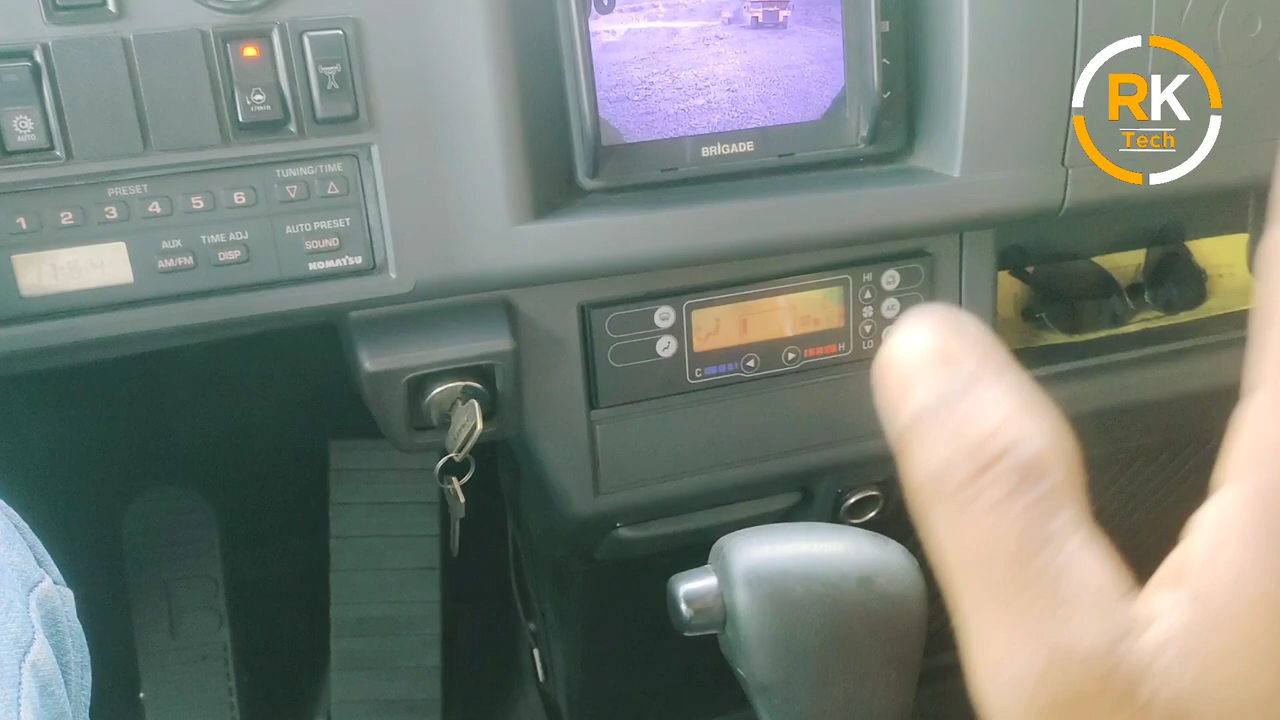 BRIGADE
RK
Tech
AUTO
PRESET
TUNING/TIME
1 2 3 4 5 6
AUX
TIME ADJ
AUTO PRESET
AM/FM
DISP
SOUND
KOMATSU
HI
A/C
LO
C
H